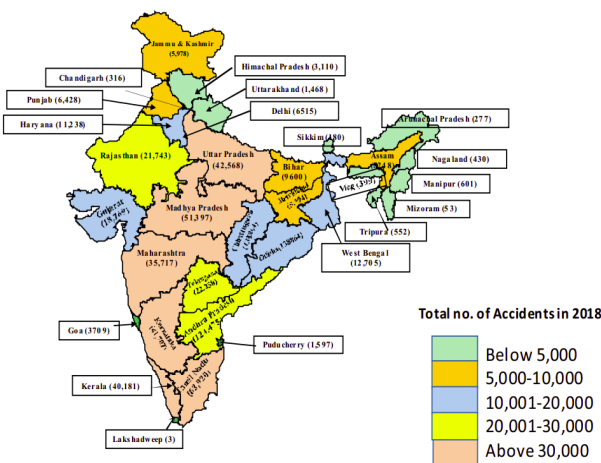 Jammu & Kashmir
(5,978)
Himachal Pradesh (3,110)
Chandigarh (316)
Uttarakhand (1,468)
Punjab (6,428)
Delhi (6515)
Haryana (11238)
Arunachal Pradesh (277)
Sikkim (180)
Rajasthan (21,743)
Uttar Pradesh
(42,568)
Bihar
(9600)
Assam
Nagaland (430)
Manipur (601)
Mizoram (53)
Tripura (552)
West Bengal
(12,705)
Gujarat
Madhya Pradesh
(51,397)
Maharashtra
(35,717)
Telangana
Andhra Pradesh
Karnataka
Tamil Nadu
Goa (3709)
Puducherry (1,597)
Kerala (40,181)
Lakshadweep (3)
Total no. of Accidents in 2018
Below 5,000
5,000-10,000
10,001-20,000
20,001-30,000
Above 30,000